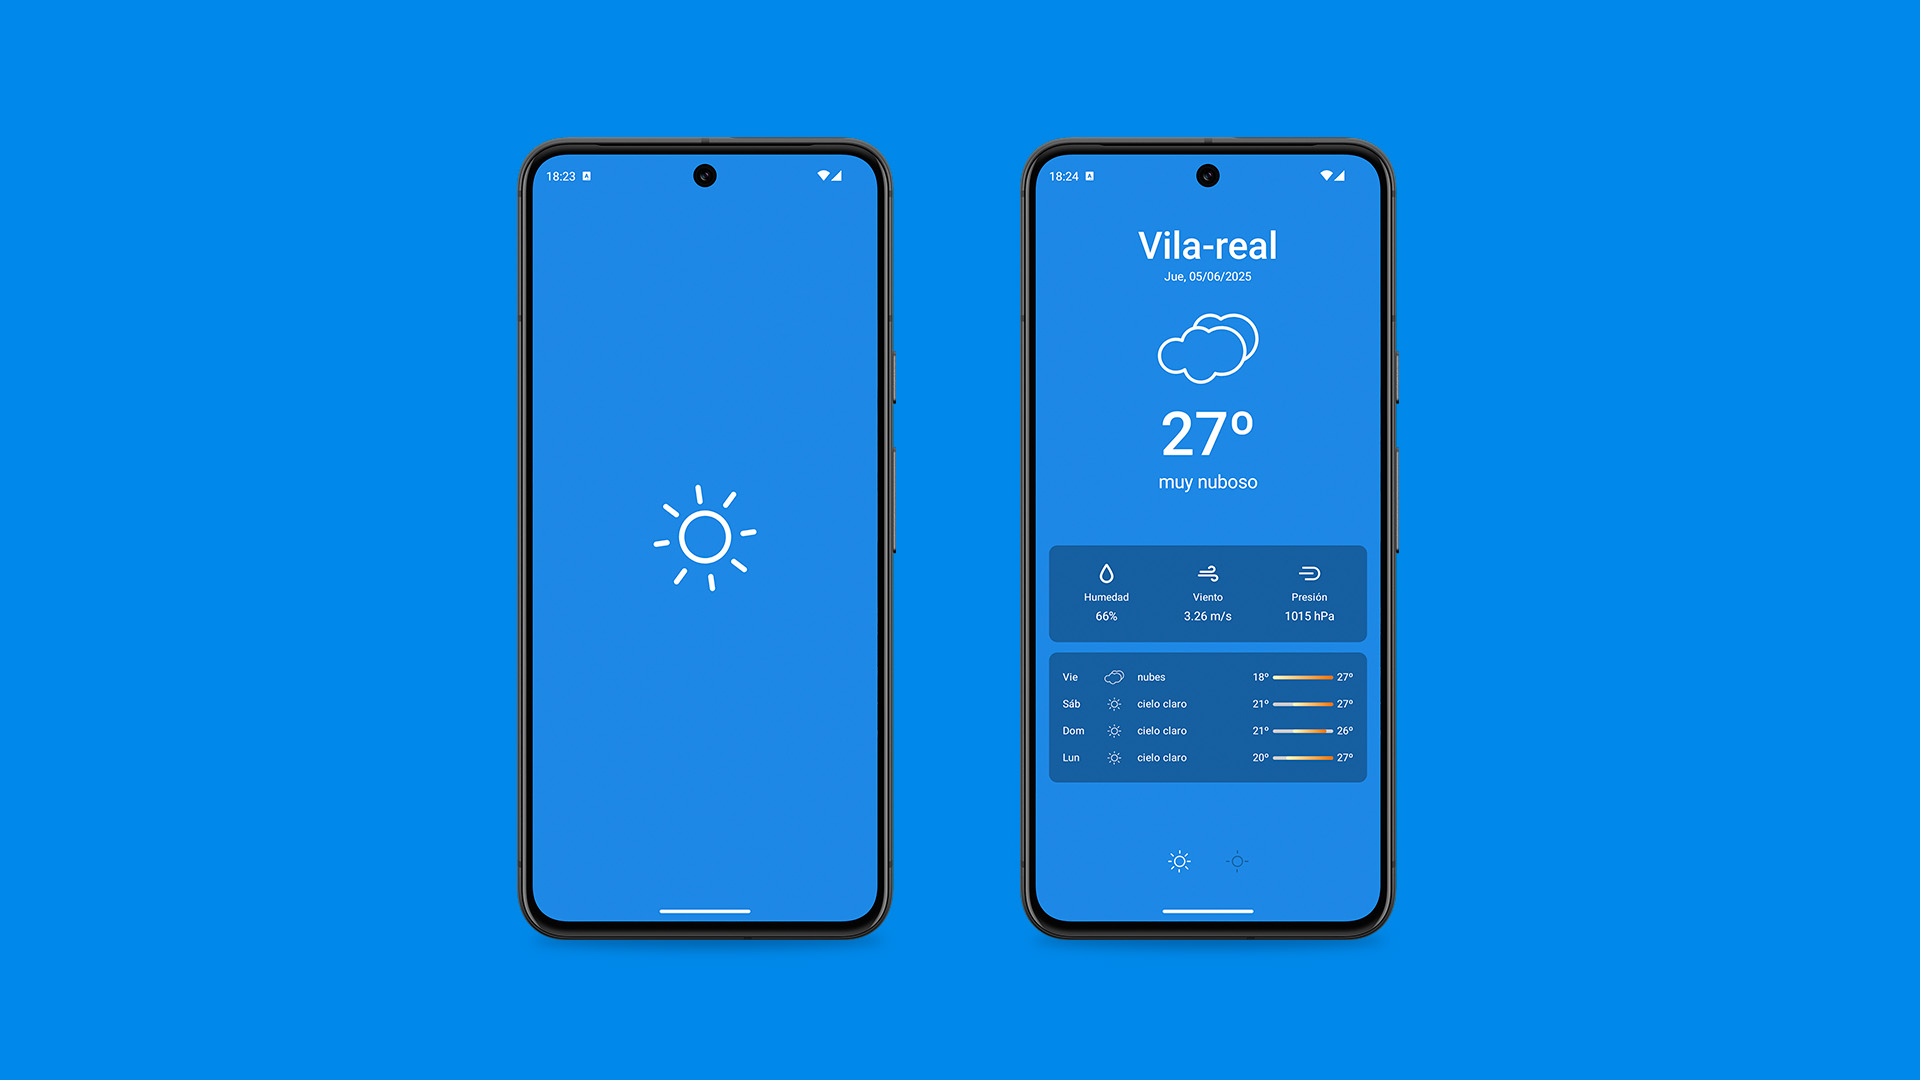 18:23
18:24
Vila-real
Jue, 05/06/2025
27º
muy nuboso
Humedad Viento Presión
66% 3.26 m/s 1015 hPa
Vie nubes 18º 27º
Sáb cielo claro 21º 27º
Dom cielo claro 21º 26º
Lun cielo claro 20º 27º